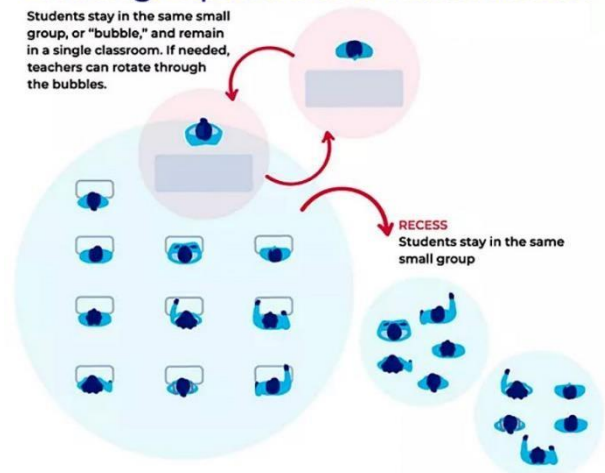 Students stay in the same small
group, or “bubble,” and remain
in a single classroom. If needed,
teachers can rotate through
the bubbles.
RECESS
Students stay in the same
small group